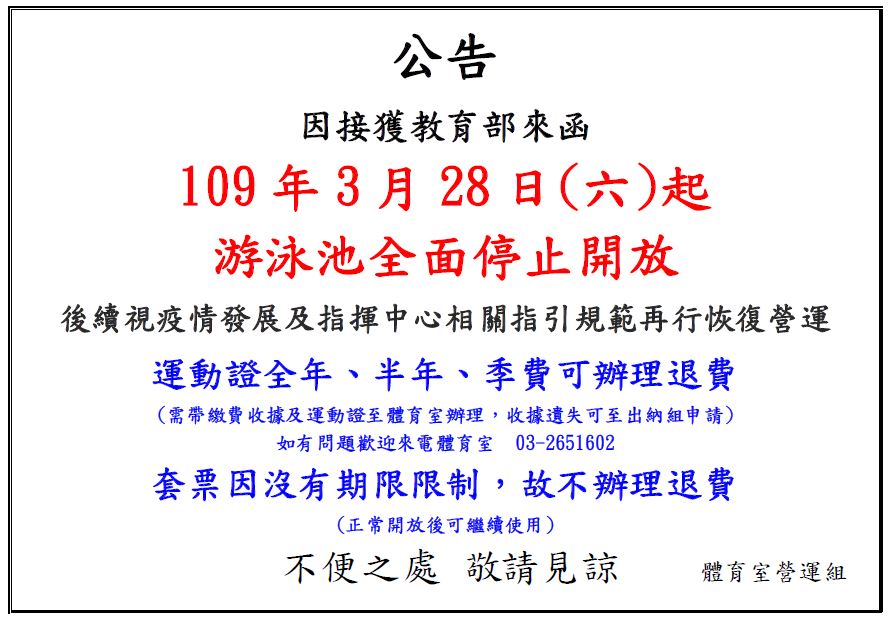 公告
因接獲教育部來函
109 年 3 月 28 日(六)起
游泳池全面停止開放
後續視疫情發展及指揮中心相關指引規範再行恢復營運
運動證全年、半年、季費可辦理退費
(需帶繳費收據及運動證至體育室辦理，收據遺失可至出納組申請)
如有問題歡迎來電體育室 03-2651602
套票因沒有期限限制，故不辦理退費
(正常開放後可繼續使用)
不便之處 敬請見諒
體育室營運組